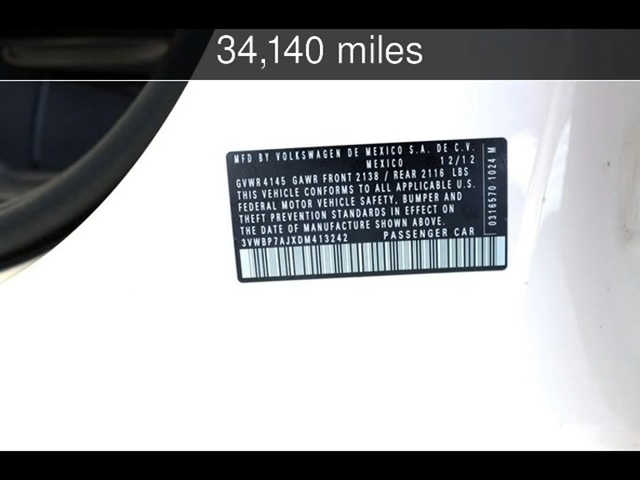 34,140 miles
MFD BY VOLKSWAGEN DE MEXICO S.A. DE C.V.
MEXICO 12/12
GVWR 4145 GAWR FRONT 2138 / REAR 2116 LBS
THIS VEHICLE CONFORMS TO ALL APPLICABLE U.S.
FEDERAL MOTOR VEHICLE SAFETY, BUMPER AND
THEFT PREVENTION STANDARDS IN EFFECT ON
THE DATE OF MANUFACTURE SHOWN ABOVE.
3VWBP7AJXDM413242 PASSENGER CAR
0316570 1024 M